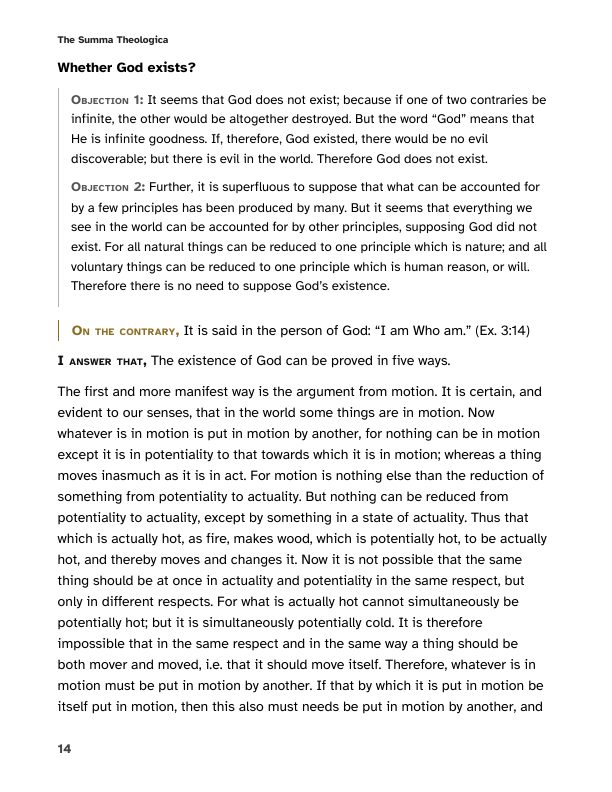 The Summa Theologica
Whether God exists?
Objection 1: It seems that God does not exist; because if one of two contraries be
infinite, the other would be altogether destroyed. But the word “God” means that
He is infinite goodness. If, therefore, God existed, there would be no evil
discoverable; but there is evil in the world. Therefore God does not exist.
Objection 2: Further, it is superfluous to suppose that what can be accounted for
by a few principles has been produced by many. But it seems that everything we
see in the world can be accounted for by other principles, supposing God did not
exist. For all natural things can be reduced to one principle which is nature; and all
voluntary things can be reduced to one principle which is human reason, or will.
Therefore there is no need to suppose God’s existence.
On the contrary, It is said in the person of God: “I am Who am.” (Ex. 3:14)
I answer that, The existence of God can be proved in five ways.
The first and more manifest way is the argument from motion. It is certain, and
evident to our senses, that in the world some things are in motion. Now
whatever is in motion is put in motion by another, for nothing can be in motion
except it is in potentiality to that towards which it is in motion; whereas a thing
moves inasmuch as it is in act. For motion is nothing else than the reduction of
something from potentiality to actuality. But nothing can be reduced from
potentiality to actuality, except by something in a state of actuality. Thus that
which is actually hot, as fire, makes wood, which is potentially hot, to be actually
hot, and thereby moves and changes it. Now it is not possible that the same
thing should be at once in actuality and potentiality in the same respect, but
only in different respects. For what is actually hot cannot simultaneously be
potentially hot; but it is simultaneously potentially cold. It is therefore
impossible that in the same respect and in the same way a thing should be
both mover and moved, i.e. that it should move itself. Therefore, whatever is in
motion must be put in motion by another. If that by which it is put in motion be
itself put in motion, then this also must needs be put in motion by another, and
14